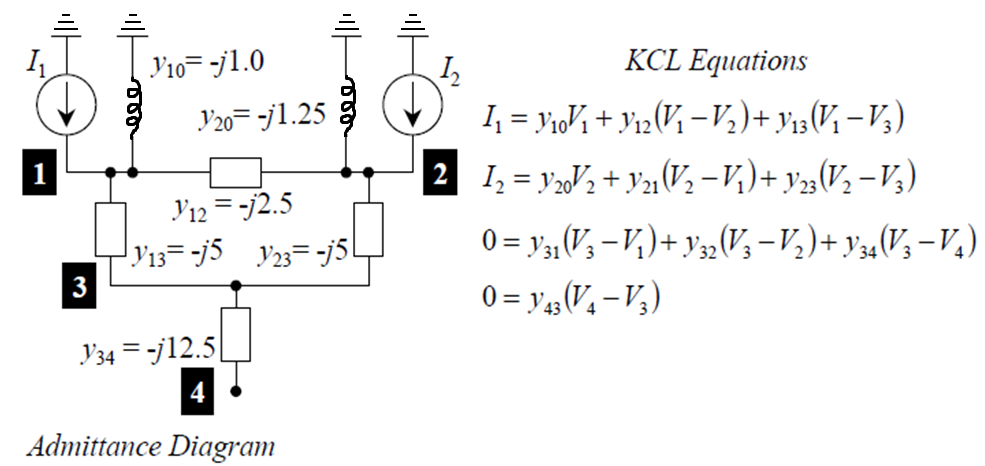 I₁
y₁₀= -j1.0
I₂
y₂₀= -j1.25
1
2
y₁₂ = -j2.5
y₁₃= -j5
y₂₃= -j5
3
y₃₄ = -j12.5
4
Admittance Diagram
KCL Equations
I₁ = y₁₀V₁ + y₁₂(V₁ − V₂) + y₁₃(V₁ − V₃)
I₂ = y₂₀V₂ + y₂₁(V₂ − V₁) + y₂₃(V₂ − V₃)
0 = y₃₁(V₃ − V₁) + y₃₂(V₃ − V₂) + y₃₄(V₃ − V₄)
0 = y₄₃(V₄ − V₃)